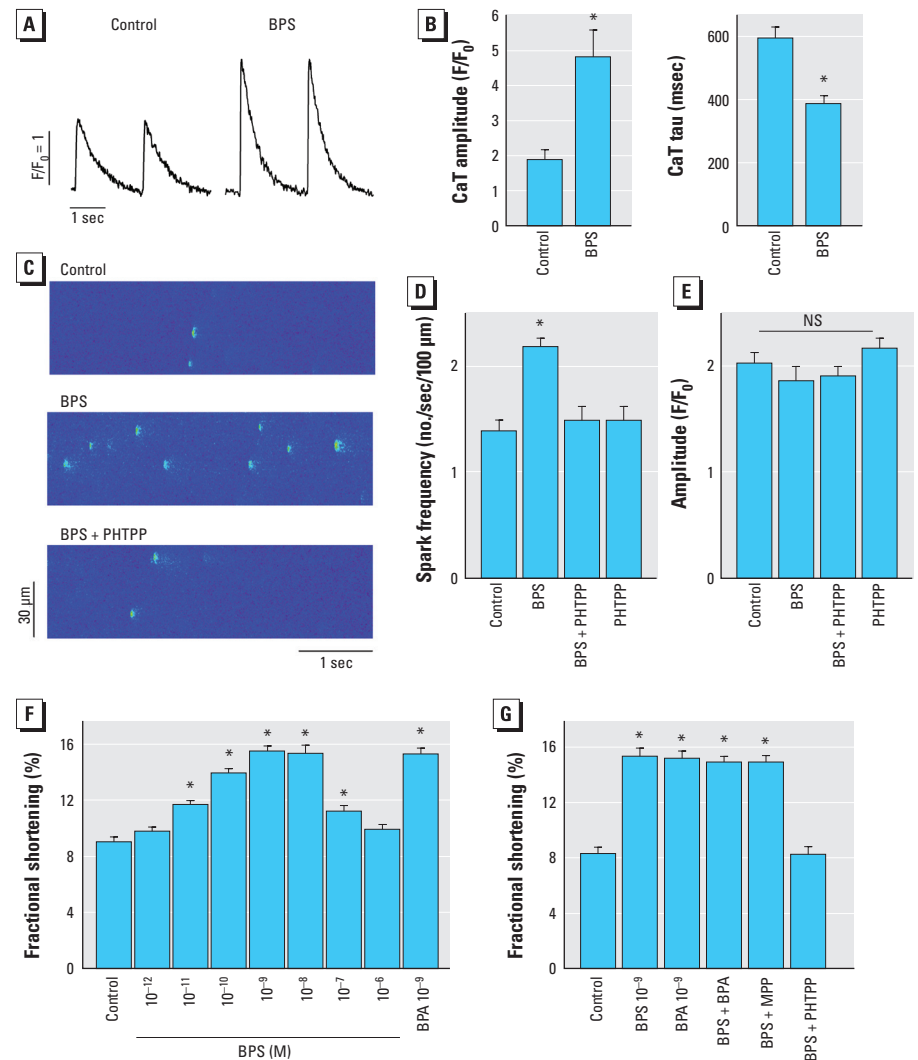 A
Control
BPS
F/F₀ = 1
1 sec
B
CaT amplitude (F/F₀)
6
5
4
3
2
1
0
Control
BPS
*
CaT tau (msec)
600
400
200
0
Control
BPS
*
C
Control
BPS
BPS + PHTPP
30 µm
1 sec
D
Spark frequency (no./sec/100 µm)
2
1
0
*
Control
BPS
BPS + PHTPP
PHTPP
E
Amplitude (F/F₀)
2
1
0
NS
Control
BPS
BPS + PHTPP
PHTPP
F
Fractional shortening (%)
16
12
8
4
0
* * * * * *
Control
10⁻¹²
10⁻¹¹
10⁻¹⁰
10⁻⁹
10⁻⁸
10⁻⁷
10⁻⁶
BPA 10⁻⁹
BPS (M)
G
Fractional shortening (%)
16
12
8
4
0
* * * *
Control
BPS 10⁻⁹
BPA 10⁻⁹
BPS + BPA
BPS + MPP
BPS + PHTPP